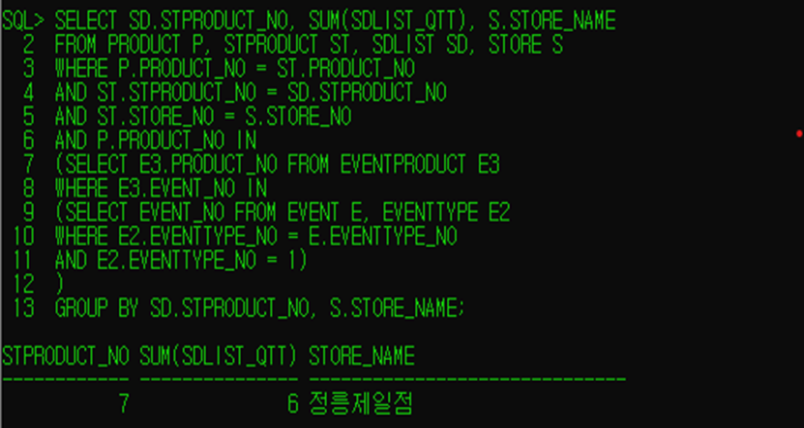 SQL> SELECT SD.STPRODUCT_NO, SUM(SDLIST_QTT), S.STORE_NAME
2 FROM PRODUCT P, STPRODUCT ST, SDLIST SD, STORE S
3 WHERE P.PRODUCT_NO = ST.PRODUCT_NO
4 AND ST.STPRODUCT_NO = SD.STPRODUCT_NO
5 AND ST.STORE_NO = S.STORE_NO
6 AND P.PRODUCT_NO IN
7 (SELECT E3.PRODUCT_NO FROM EVENTPRODUCT E3
8 WHERE E3.EVENT_NO IN
9 (SELECT EVENT_NO FROM EVENT E, EVENTTYPE E2
10 WHERE E2.EVENTTYPE_NO = E.EVENTTYPE_NO
11 AND E2.EVENTTYPE_NO = 1)
12 )
13 GROUP BY SD.STPRODUCT_NO, S.STORE_NAME;
STPRODUCT_NO SUM(SDLIST_QTT) STORE_NAME
------------ --------------- ------------------------------
7 6 정릉제일점